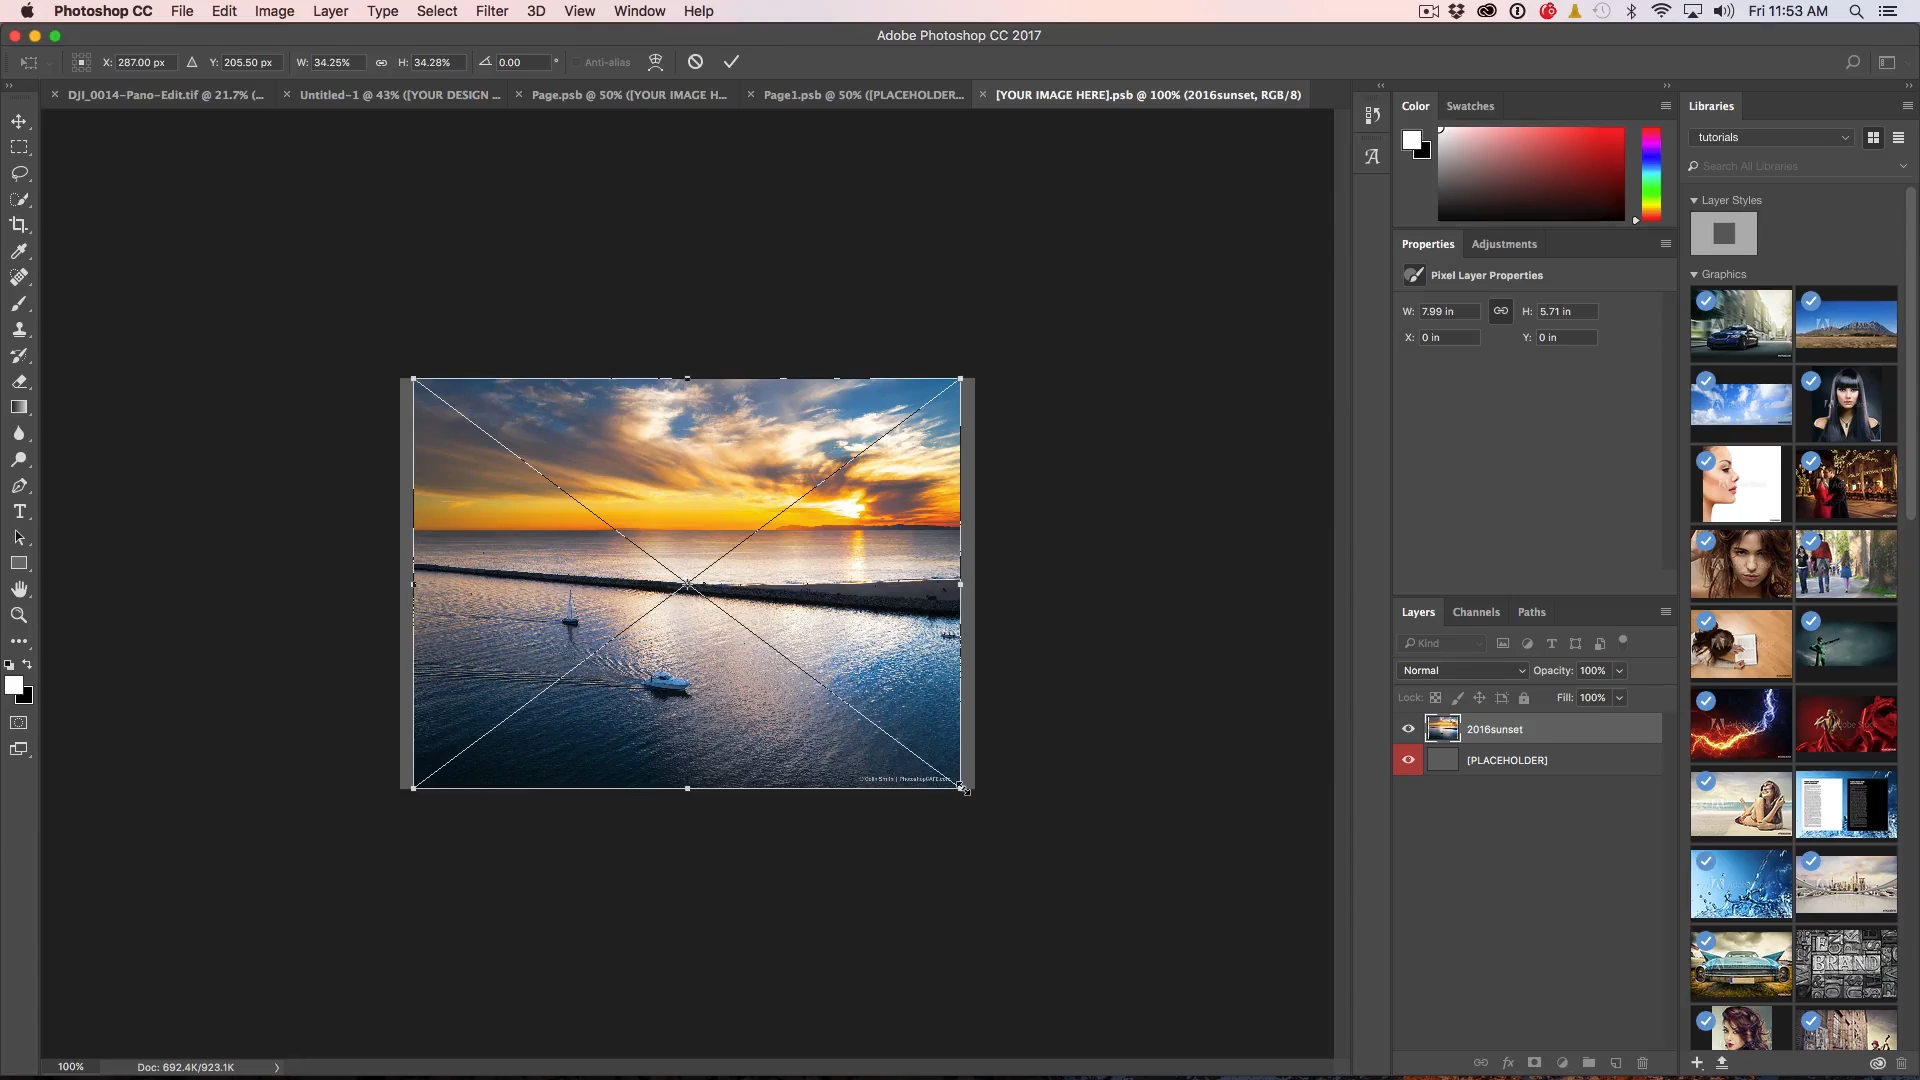 Photoshop CC File Edit Image Layer Type Select Filter 3D View Window Help Fri 11:53 AM
Adobe Photoshop CC 2017
X: 287.00 px Y: 205.50 px W: 34.25% H: 34.28% 0.00 ° Anti-alias
DJI_0014-Pano-Edit.tif @ 21.7% (... Untitled-1 @ 43% ([YOUR DESIGN ... Page.psb @ 50% ([YOUR IMAGE H... Page1.psb @ 50% ([PLACEHOLDER... [YOUR IMAGE HERE].psb @ 100% (2016sunset, RGB/8)
Color Swatches
Libraries
tutorials
Search All Libraries
Layer Styles
Graphics
Properties Adjustments
Pixel Layer Properties
W: 7.99 in H: 5.71 in
X: 0 in Y: 0 in
Layers Channels Paths
Kind
Normal Opacity: 100%
Lock: Fill: 100%
2016sunset
[PLACEHOLDER]
© Colin Smith | PhotoshopCAFE.com
BRAND
100% Doc: 692.4K/923.1K